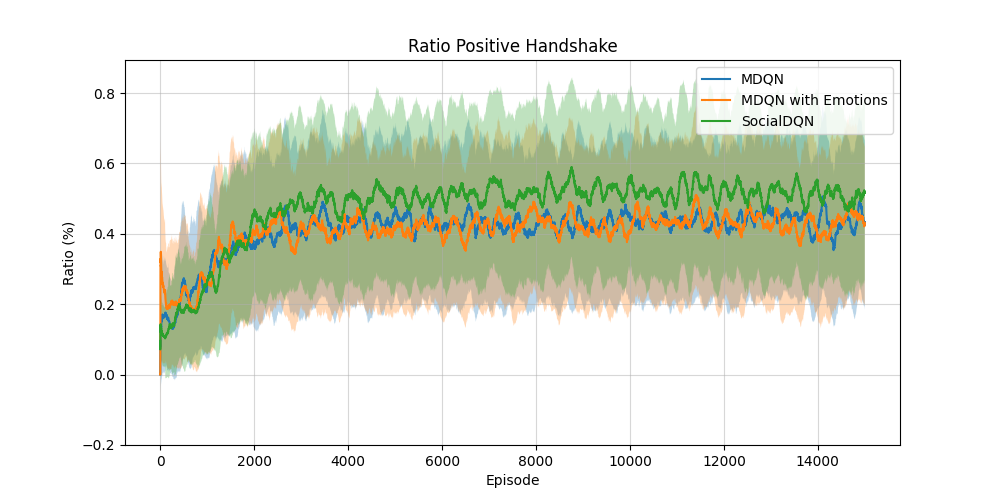 Ratio Positive Handshake
MDQN
MDQN with Emotions
SocialDQN
Ratio (%)
0.8
0.6
0.4
0.2
0.0
−0.2
0 2000 4000 6000 8000 10000 12000 14000
Episode